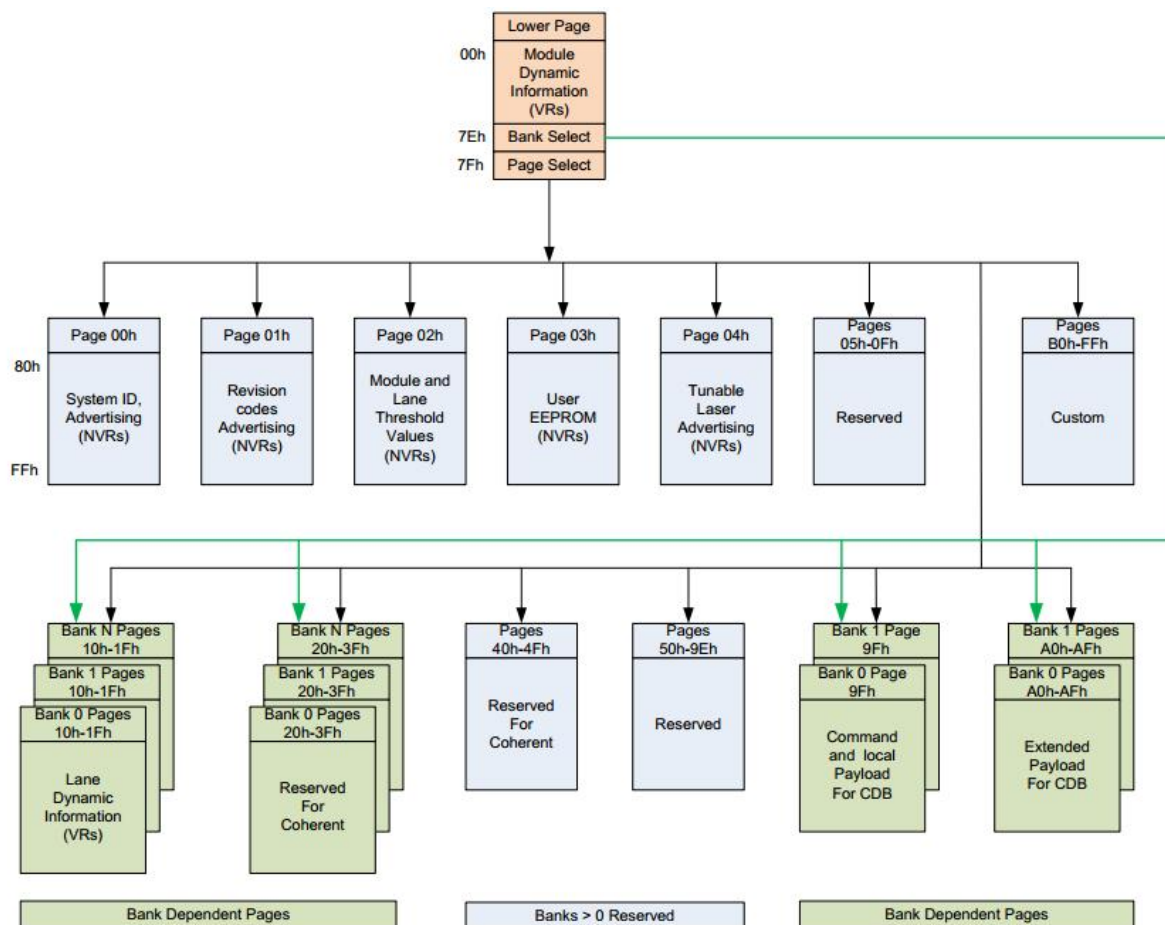 Lower Page
00h
Module
Dynamic
Information
(VRs)
7Eh
Bank Select
7Fh
Page Select
Page 00h
Page 01h
Page 02h
Page 03h
Page 04h
Pages
05h-0Fh
Pages
B0h-FFh
80h
System ID,
Advertising
(NVRs)
Revision
codes
Advertising
(NVRs)
Module and
Lane
Threshold
Values
(NVRs)
User
EEPROM
(NVRs)
Tunable
Laser
Advertising
(NVRs)
Reserved
Custom
FFh
Bank N Pages
10h-1Fh
Bank 1 Pages
10h-1Fh
Bank 0 Pages
10h-1Fh
Lane
Dynamic
Information
(VRs)
Bank N Pages
20h-3Fh
Bank 1 Pages
20h-3Fh
Bank 0 Pages
20h-3Fh
Reserved
For
Coherent
Pages
40h-4Fh
Reserved
For
Coherent
Pages
50h-9Eh
Reserved
Bank 1 Page
9Fh
Bank 0 Page
9Fh
Command
and local
Payload
For CDB
Bank 1 Pages
A0h-AFh
Bank 0 Pages
A0h-AFh
Extended
Payload
For CDB
Bank Dependent Pages
Banks > 0 Reserved
Bank Dependent Pages